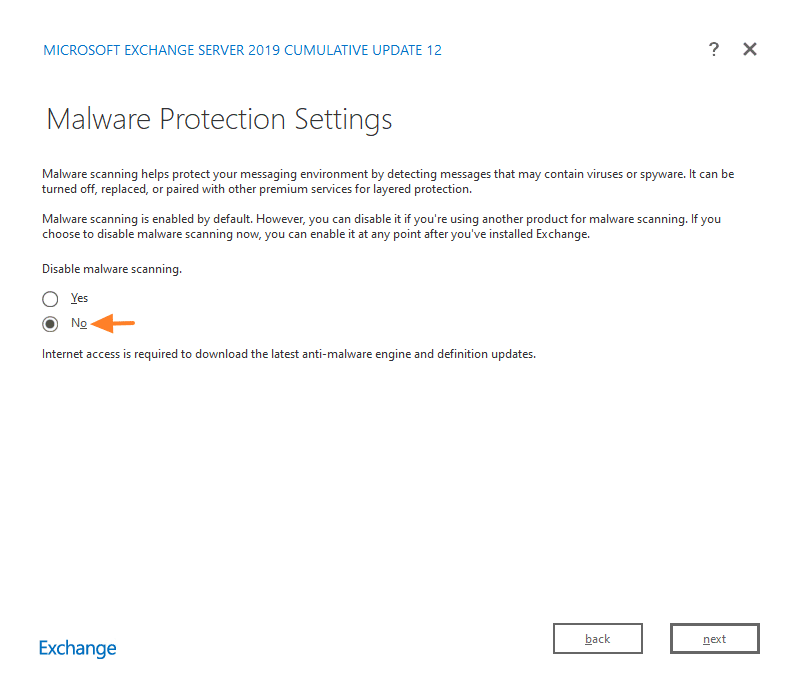 MICROSOFT EXCHANGE SERVER 2019 CUMULATIVE UPDATE 12
?
Malware Protection Settings
Malware scanning helps protect your messaging environment by detecting messages that may contain viruses or spyware. It can be
turned off, replaced, or paired with other premium services for layered protection.
Malware scanning is enabled by default. However, you can disable it if you're using another product for malware scanning. If you
choose to disable malware scanning now, you can enable it at any point after you've installed Exchange.
Disable malware scanning.
Yes
No
Internet access is required to download the latest anti-malware engine and definition updates.
Exchange
back
next